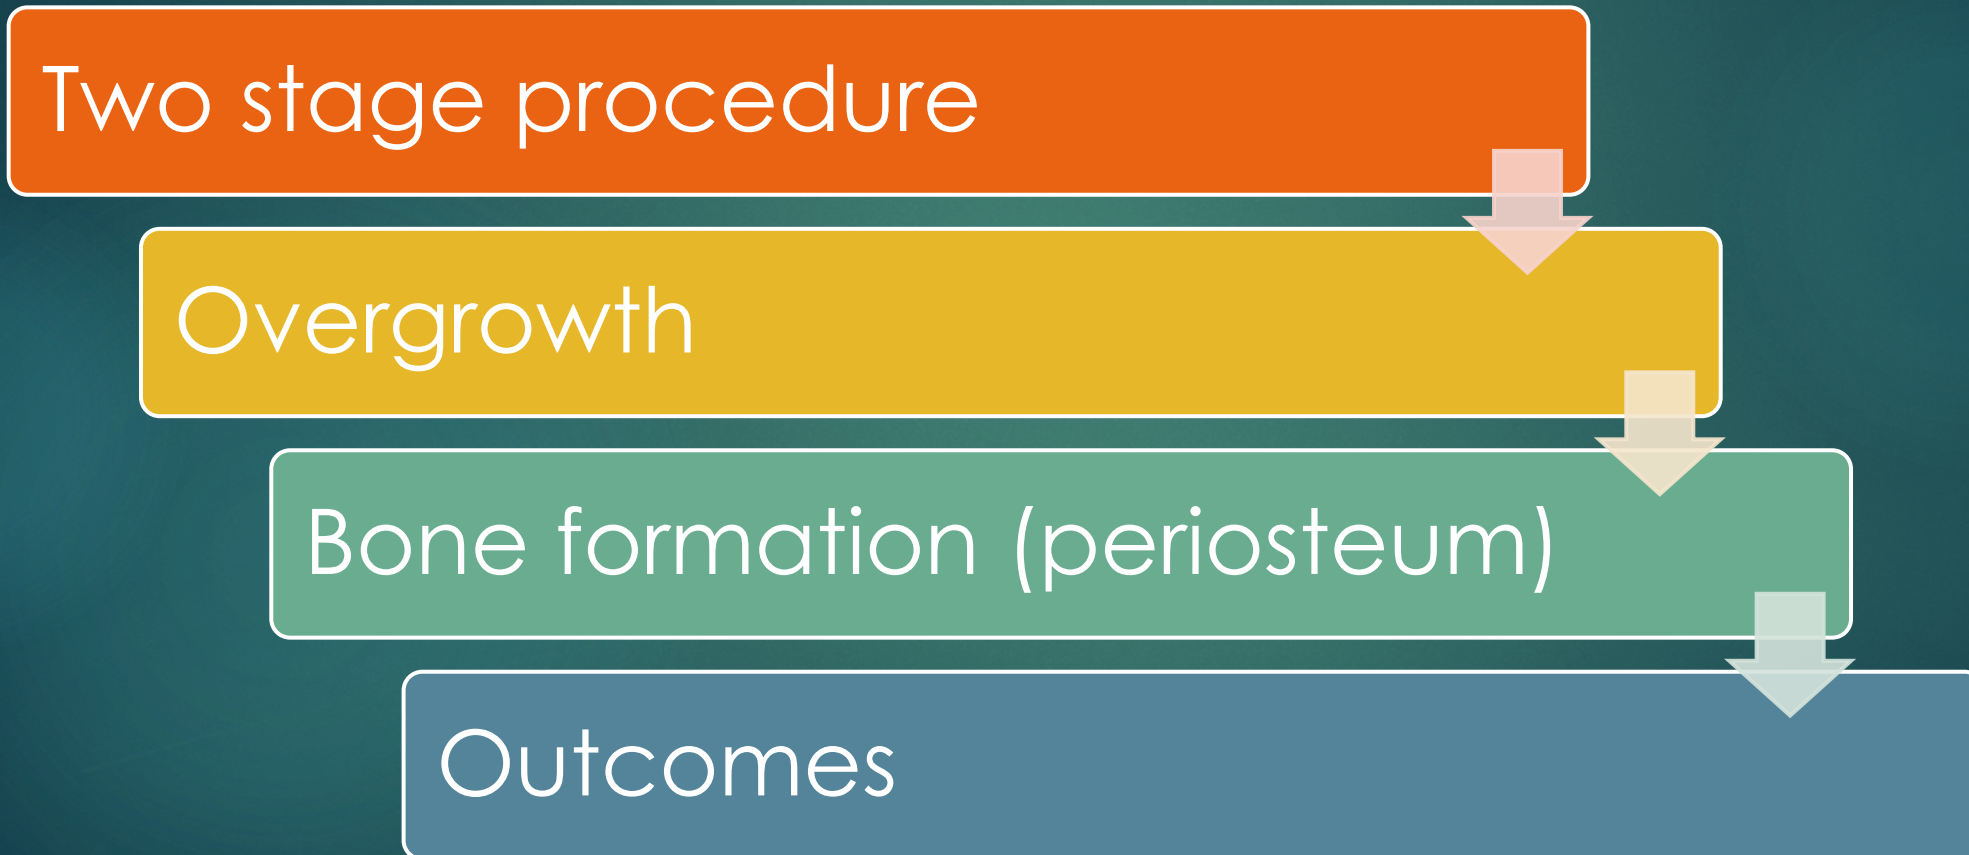 Two stage procedure
Overgrowth
Bone formation (periosteum)
Outcomes